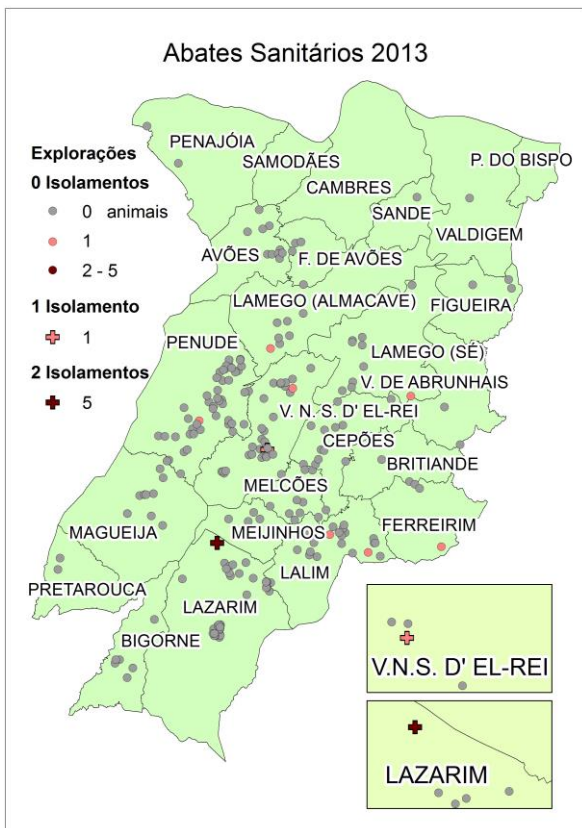 Abates Sanitários 2013
PENAJÓIA
Explorações
0 Isolamentos
0 animais
1
2 - 5
1 Isolamento
1
2 Isolamentos
5
SAMODÃES
CAMBRES
P. DO BISPO
SANDE
VALDIGEM
AVÕES
F. DE AVÕES
LAMEGO (ALMACAVE)
FIGUEIRA
PENUDE
LAMEGO (SÉ)
V. DE ABRUNHAIS
V. N. S. D' EL-REI
CEPÕES
BRITIANDE
MELCÕES
MAGUEIJA
MEIJINHOS
FERREIRIM
PRETAROUCA
LALIM
LAZARIM
BIGORNE
V.N.S. D' EL-REI
LAZARIM